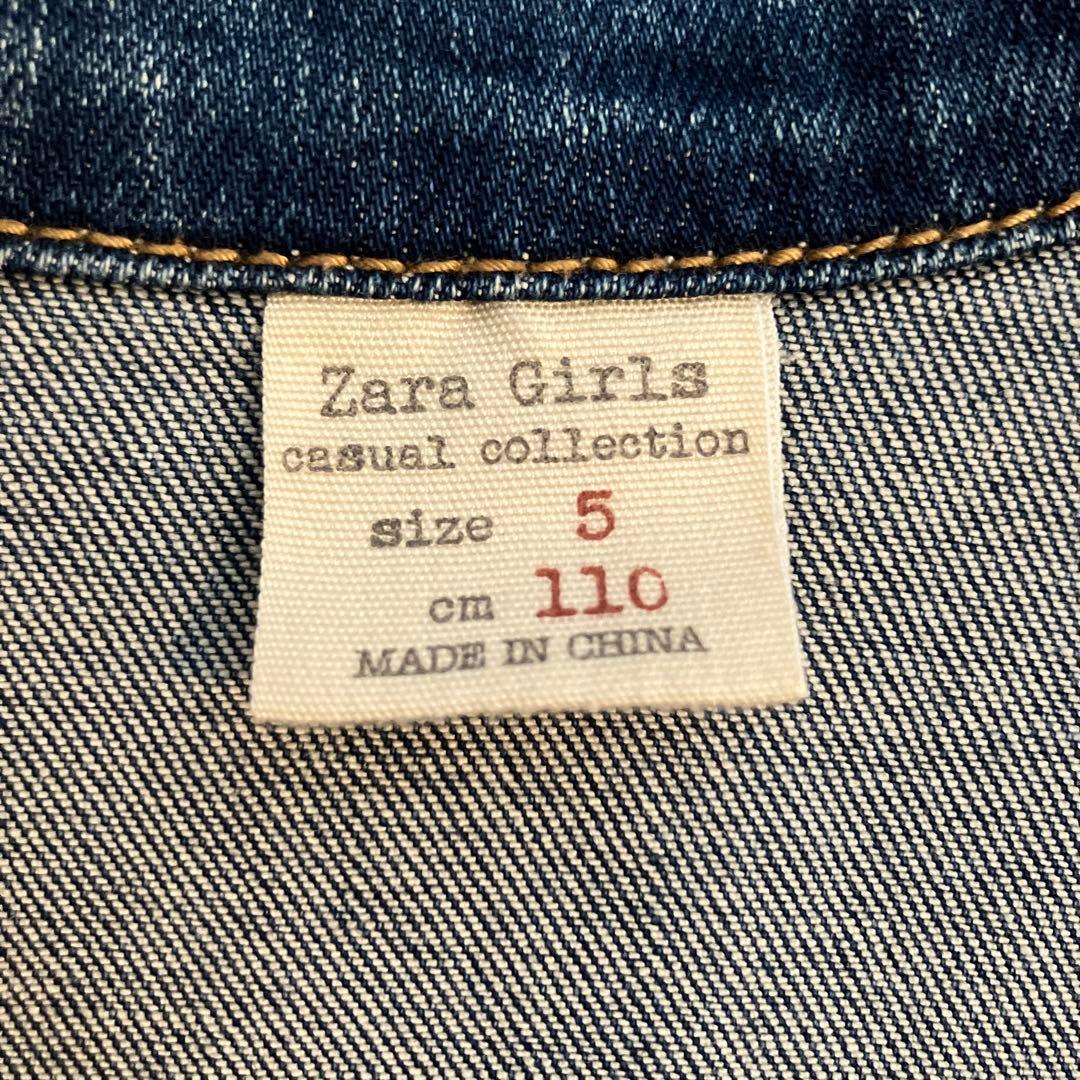 Zara Girls
casual collection
size 5
cm 110
MADE IN CHINA